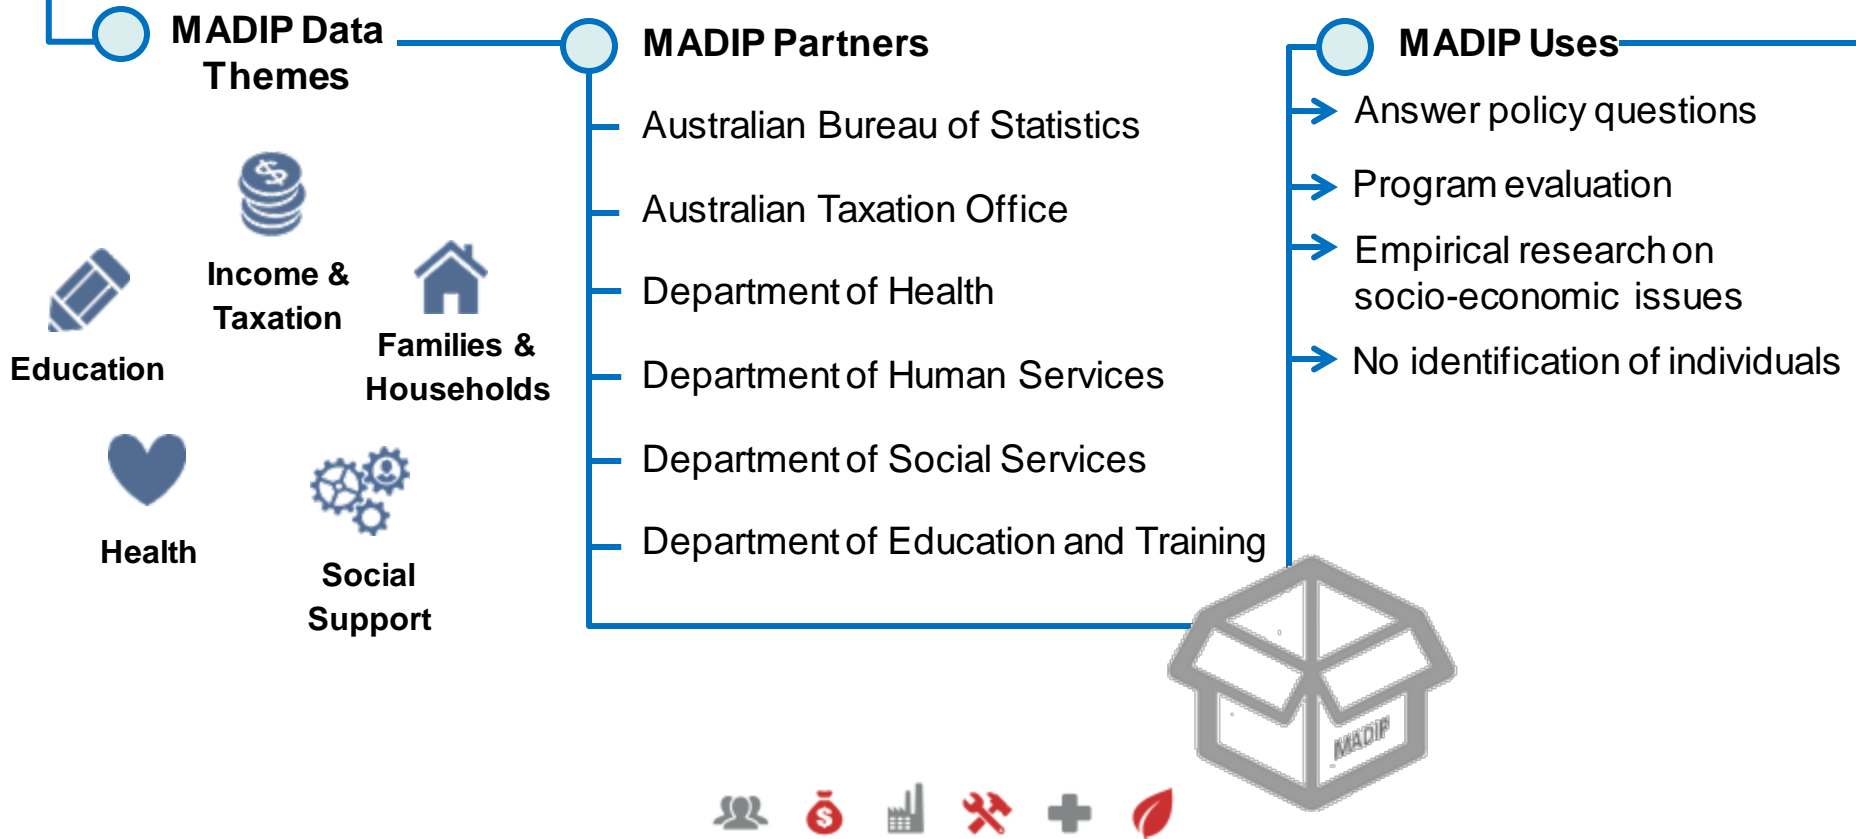 MADIP Data
Themes
Income &
Taxation
Education
Families &
Households
Health
Social
Support
MADIP Partners
Australian Bureau of Statistics
Australian Taxation Office
Department of Health
Department of Human Services
Department of Social Services
Department of Education and Training
MADIP Uses
Answer policy questions
Program evaluation
Empirical research on
socio-economic issues
No identification of individuals
MADIP